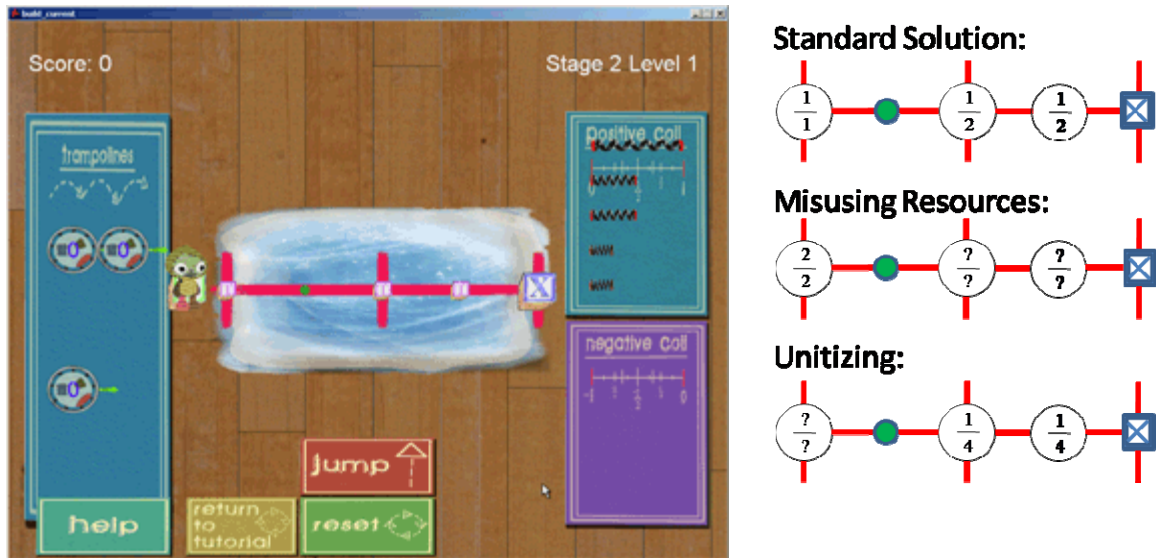 build_current
Score: 0
Stage 2 Level 1
trampolines
positive coil
negative coil
jump
help
return
to
tutorial
reset
X
Standard Solution:
1
1
1
2
1
2
Misusing Resources:
2
2
?
?
?
?
Unitizing:
?
?
1
4
1
4